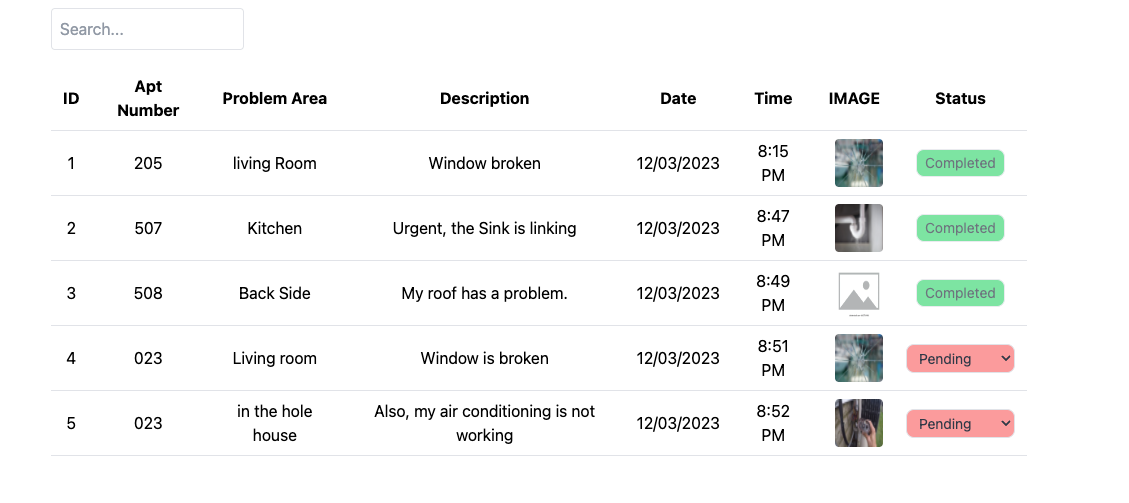 Search...
ID Apt Number Problem Area Description Date Time IMAGE Status
1 205 living Room Window broken 12/03/2023 8:15 PM Completed
2 507 Kitchen Urgent, the Sink is linking 12/03/2023 8:47 PM Completed
3 508 Back Side My roof has a problem. 12/03/2023 8:49 PM Completed
4 023 Living room Window is broken 12/03/2023 8:51 PM Pending
5 023 in the hole house Also, my air conditioning is not working 12/03/2023 8:52 PM Pending